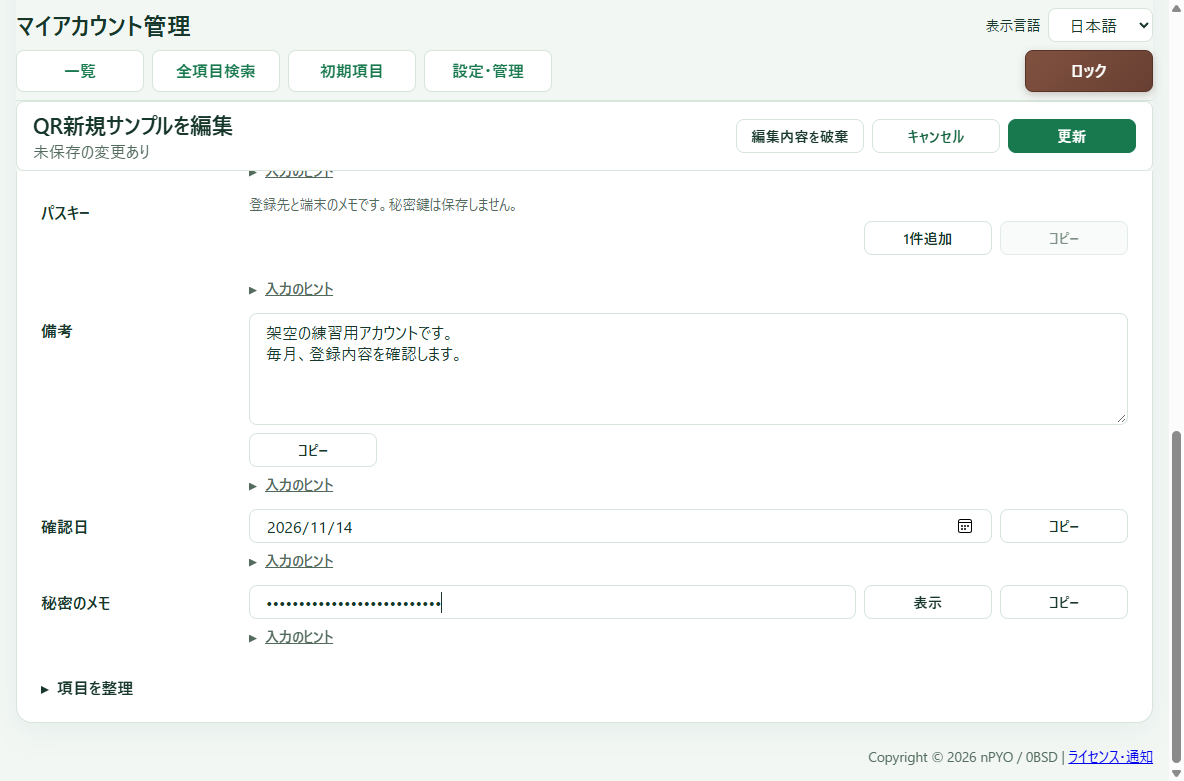 マイアカウント管理
表示言語 日本語
一覧 全項目検索 初期項目 設定・管理 ロック
QR新規サンプルを編集
未保存の変更あり
編集内容を破棄 キャンセル 更新
入力のヒント
パスキー
登録先と端末のメモです。秘密鍵は保存しません。
1件追加 コピー
入力のヒント
備考
架空の練習用アカウントです。
毎月、登録内容を確認します。
コピー
入力のヒント
確認日 2026/11/14 コピー
入力のヒント
秘密のメモ ••••••••••••••••••••••••••• 表示 コピー
入力のヒント
項目を整理
Copyright © 2026 nPYO / 0BSD | ライセンス・通知